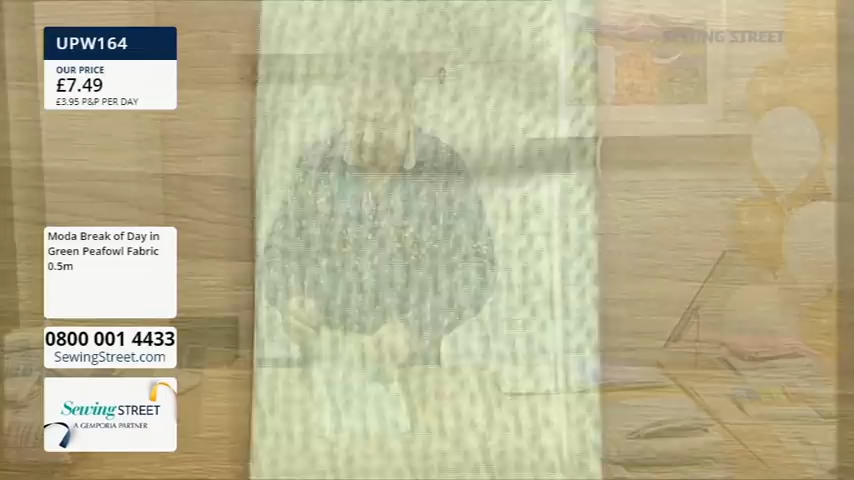 UPW164
OUR PRICE
£7.49
£3.95 P&P PER DAY
SEWING STREET
Moda Break of Day in
Green Peafowl Fabric
0.5m
0800 001 4433
SewingStreet.com
Sewing STREET
A GEMPORIA PARTNER